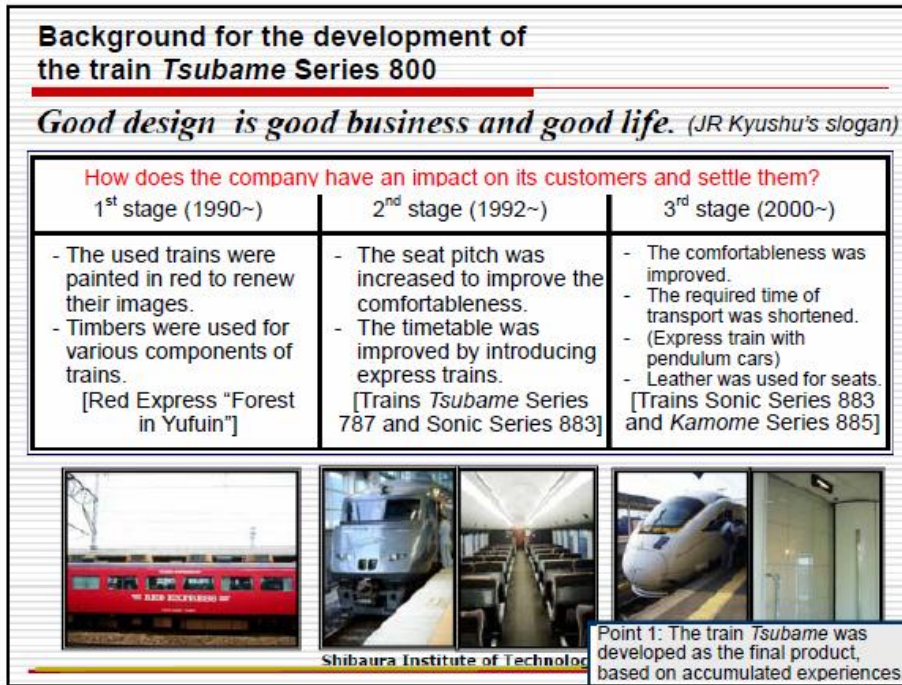 Background for the development of
the train Tsubame Series 800
Good design is good business and good life. (JR Kyushu's slogan)
How does the company have an impact on its customers and settle them?
1st stage (1990~)
- The used trains were
painted in red to renew
their images.
- Timbers were used for
various components of
trains.
[Red Express "Forest
in Yufuin"]
2nd stage (1992~)
- The seat pitch was
increased to improve the
comfortableness.
- The timetable was
improved by introducing
express trains.
[Trains Tsubame Series
787 and Sonic Series 883]
3rd stage (2000~)
- The comfortableness was
improved.
- The required time of
transport was shortened.
- (Express train with
pendulum cars)
- Leather was used for seats.
[Trains Sonic Series 883
and Kamome Series 885]
RED EXPRESS
Shibaura Institute of Technolog
Point 1: The train Tsubame was
developed as the final product,
based on accumulated experiences